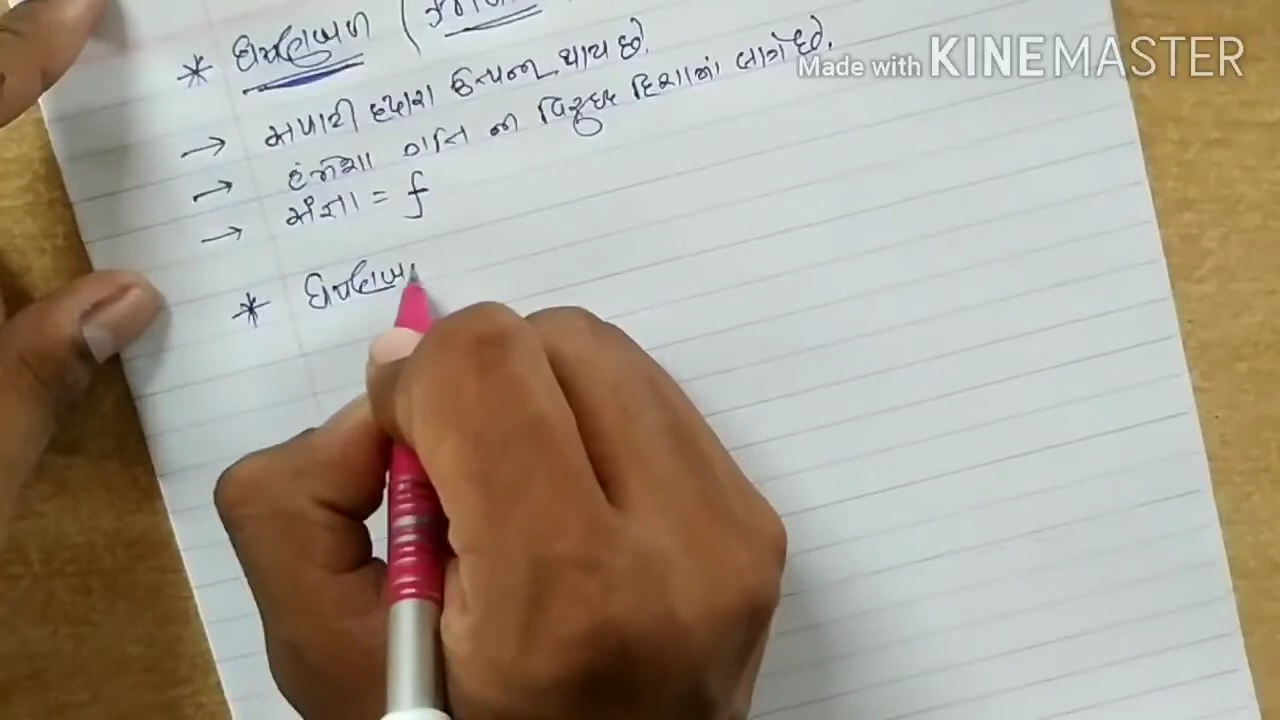 * ઘર્ષણબળ (
→ સપાટી દ્વારા ઉત્પન્ન થાય છે.
→ હંમેશા ગતિ ની વિરુદ્ધ દિશામાં લાગે છે.
→ સંજ્ઞા = f
* ઘર્ષણબ
Made with KINEMASTER